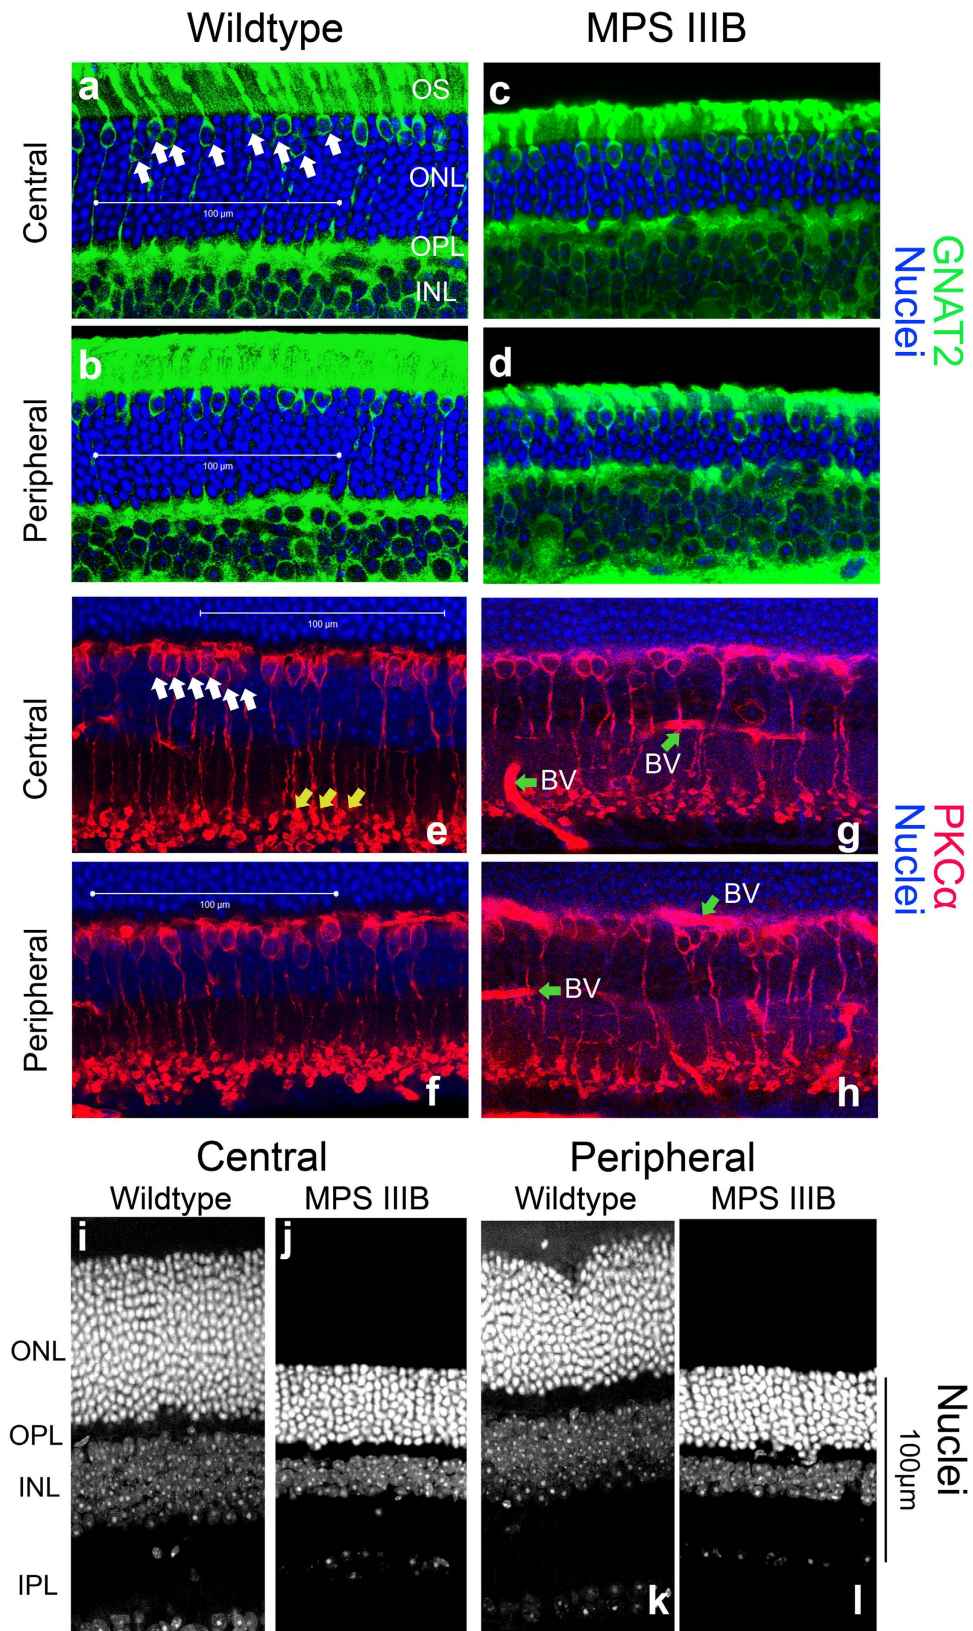 Wildtype MPS IIIB
Central
a OS
ONL
100 µm
OPL
INL
c
Peripheral
b
100 µm
d
GNAT2
Nuclei
Central
100 µm
e
BV
BV
g
Peripheral
100 µm
f
BV
BV
h
PKCα
Nuclei
Central Peripheral
Wildtype MPS IIIB Wildtype MPS IIIB
i j
ONL
OPL
INL
IPL
k l
100µm
Nuclei